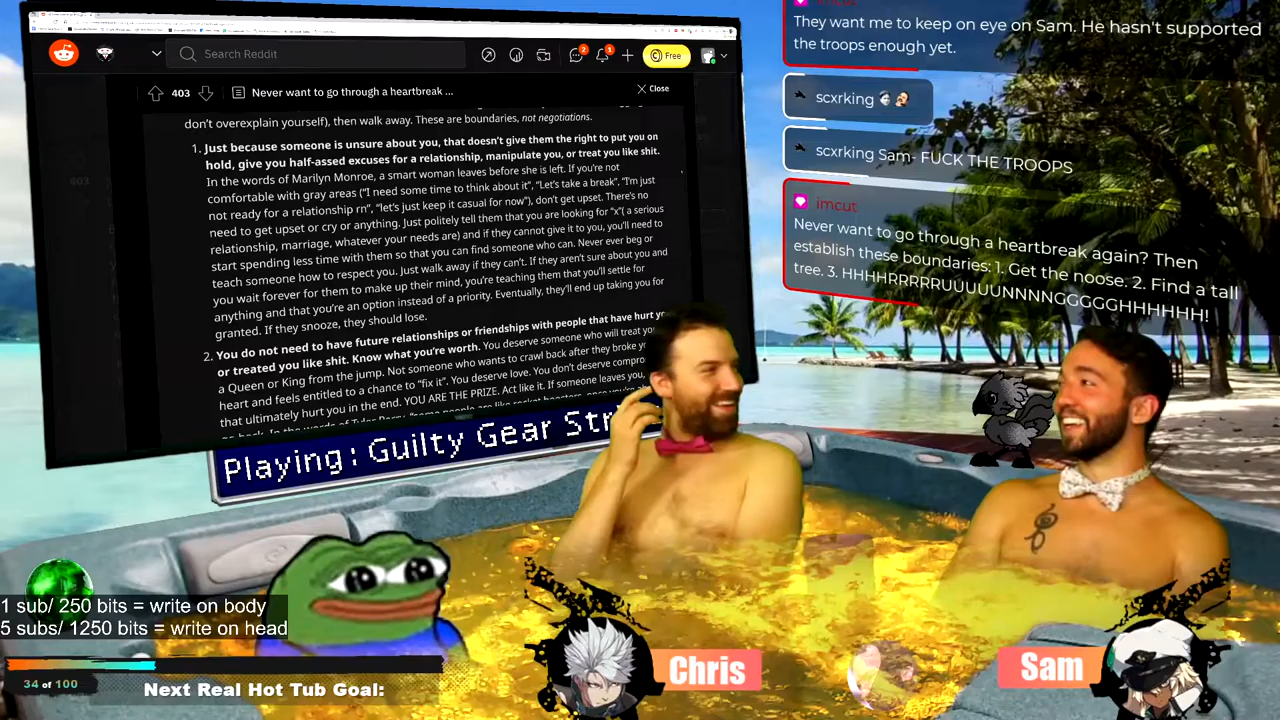 Search Reddit
2
1
Free
403
Never want to go through a heartbreak ...
Close
don't overexplain yourself), then walk away. These are boundaries, not negotiations.
1. Just because someone is unsure about you, that doesn't give them the right to put you on
hold, give you half-assed excuses for a relationship, manipulate you, or treat you like shit.
In the words of Marilyn Monroe, a smart woman leaves before she is left. If you're not
comfortable with gray areas ("I need some time to think about it", "Let's take a break", "I'm just
not ready for a relationship rn", "let's just keep it casual for now"), don't get upset. There's no
need to get upset or cry or anything. Just politely tell them that you are looking for "x"( a serious
relationship, marriage, whatever your needs are) and if they cannot give it to you, you'll need to
start spending less time with them so that you can find someone who can. Never ever beg or
teach someone how to respect you. Just walk away if they can't. If they aren't sure about you and
you wait forever for them to make up their mind, you're teaching them that you'll settle for
anything and that you're an option instead of a priority. Eventually, they'll end up taking you for
granted. If they snooze, they should lose.
2. You do not need to have future relationships or friendships with people that have hurt yo
or treated you like shit. Know what you're worth. You deserve someone who will treat you
a Queen or King from the jump. Not someone who wants to crawl back after they broke yo
heart and feels entitled to a chance to "fix it". You deserve love. You don't deserve compro
that ultimately hurt you in the end. YOU ARE THE PRIZE. Act like it. If someone leaves you,
Playing: Guilty Gear Str
imcut
They want me to keep on eye on Sam. He hasn't supported
the troops enough yet.
scxrking
scxrking Sam- FUCK THE TROOPS
imcut
Never want to go through a heartbreak again? Then
establish these boundaries: 1. Get the noose. 2. Find a tall
tree. 3. HHHHRRRRRUUUUUNNNNGGGGGHHHHHH!
1 sub/ 250 bits = write on body
5 subs/ 1250 bits = write on head
34 of 100
Next Real Hot Tub Goal:
Chris
Sam